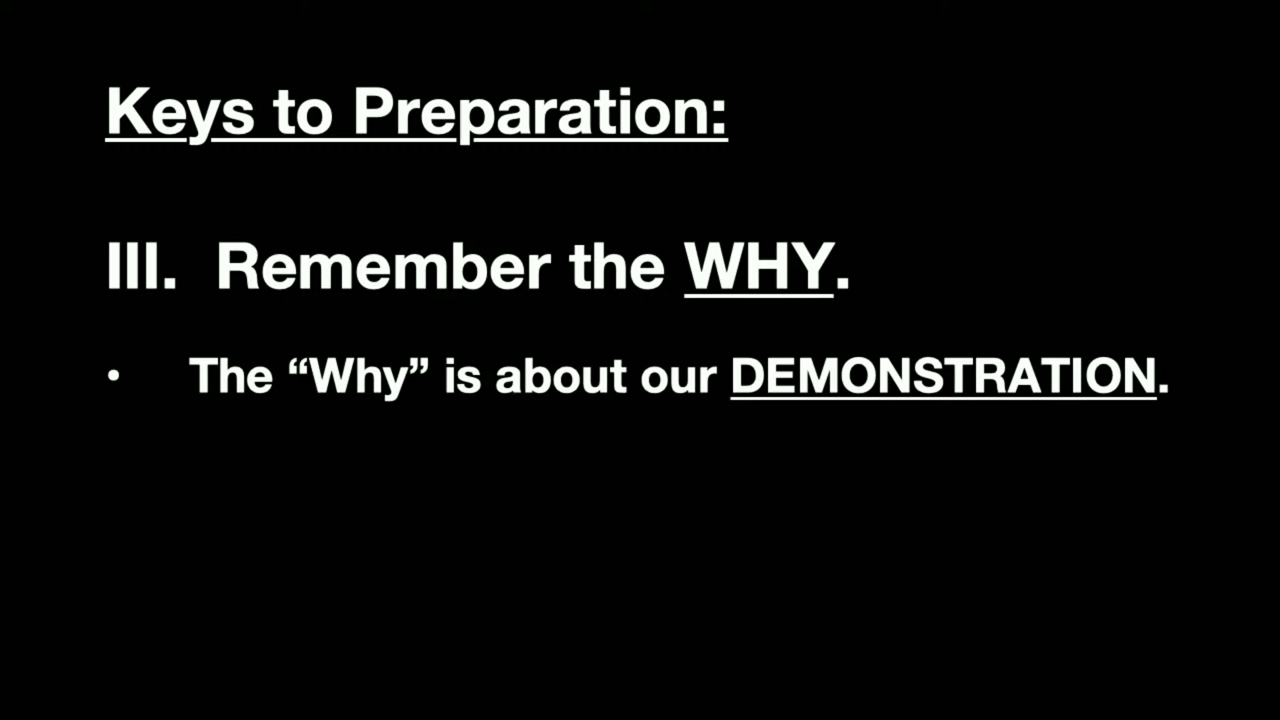 Keys to Preparation:
III. Remember the WHY.
• The “Why” is about our DEMONSTRATION.